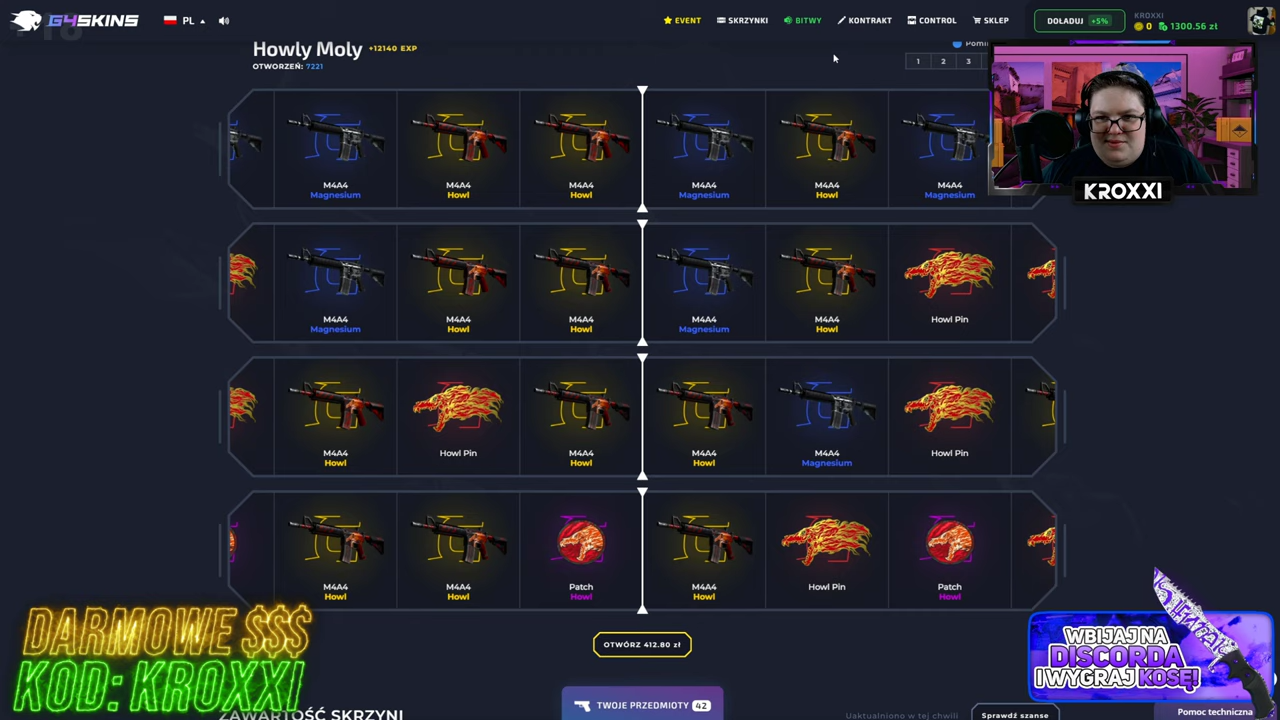 G4SKINS
PL
EVENT
SKRZYNKI
BITWY
KONTRAKT
CONTROL
SKLEP
DOŁADUJ +5%
KROXXI
0 1300.56 zł
Howly Moly +12140 EXP
OTWORZEŃ: 7221
1 2 3
M4A4
Magnesium
M4A4
Howl
M4A4
Howl
M4A4
Magnesium
M4A4
Howl
M4A4
Magnesium
KROXXI
M4A4
Magnesium
M4A4
Howl
M4A4
Howl
M4A4
Magnesium
M4A4
Howl
Howl Pin
M4A4
Howl
Howl Pin
M4A4
Howl
M4A4
Howl
M4A4
Magnesium
Howl Pin
M4A4
Howl
M4A4
Howl
Patch
Howl
M4A4
Howl
Howl Pin
Patch
Howl
OTWÓRZ 412.80 zł
DARMOWE $$$
KOD: KROXXI
WBIJAJ NA
DISCORDA
I WYGRAJ KOSĘ!
TWOJE PRZEDMIOTY 42
ZAWARTOŚĆ SKRZYNI
Uaktualniono w tej chwili
Sprawdź szanse
Pomoc techniczna